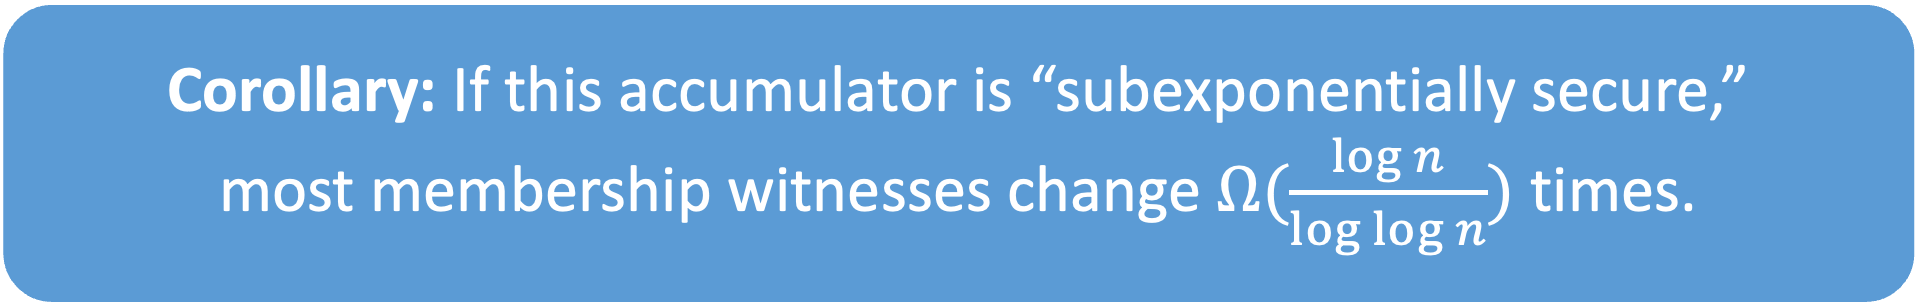 Corollary: If this accumulator is “subexponentially secure,”
most membership witnesses change Ω(log n / log log n) times.